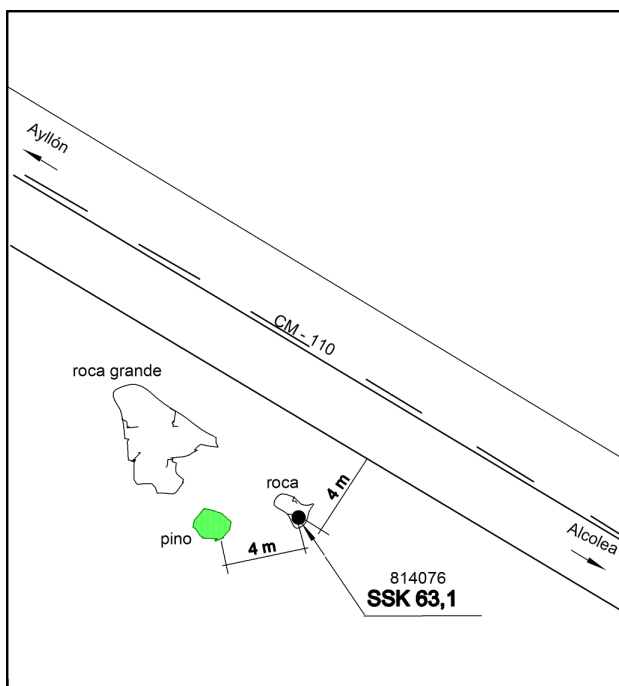 Ayllón
CM - 110
roca grande
roca
4 m
pino
4 m
Alcolea
814076
SSK 63,1